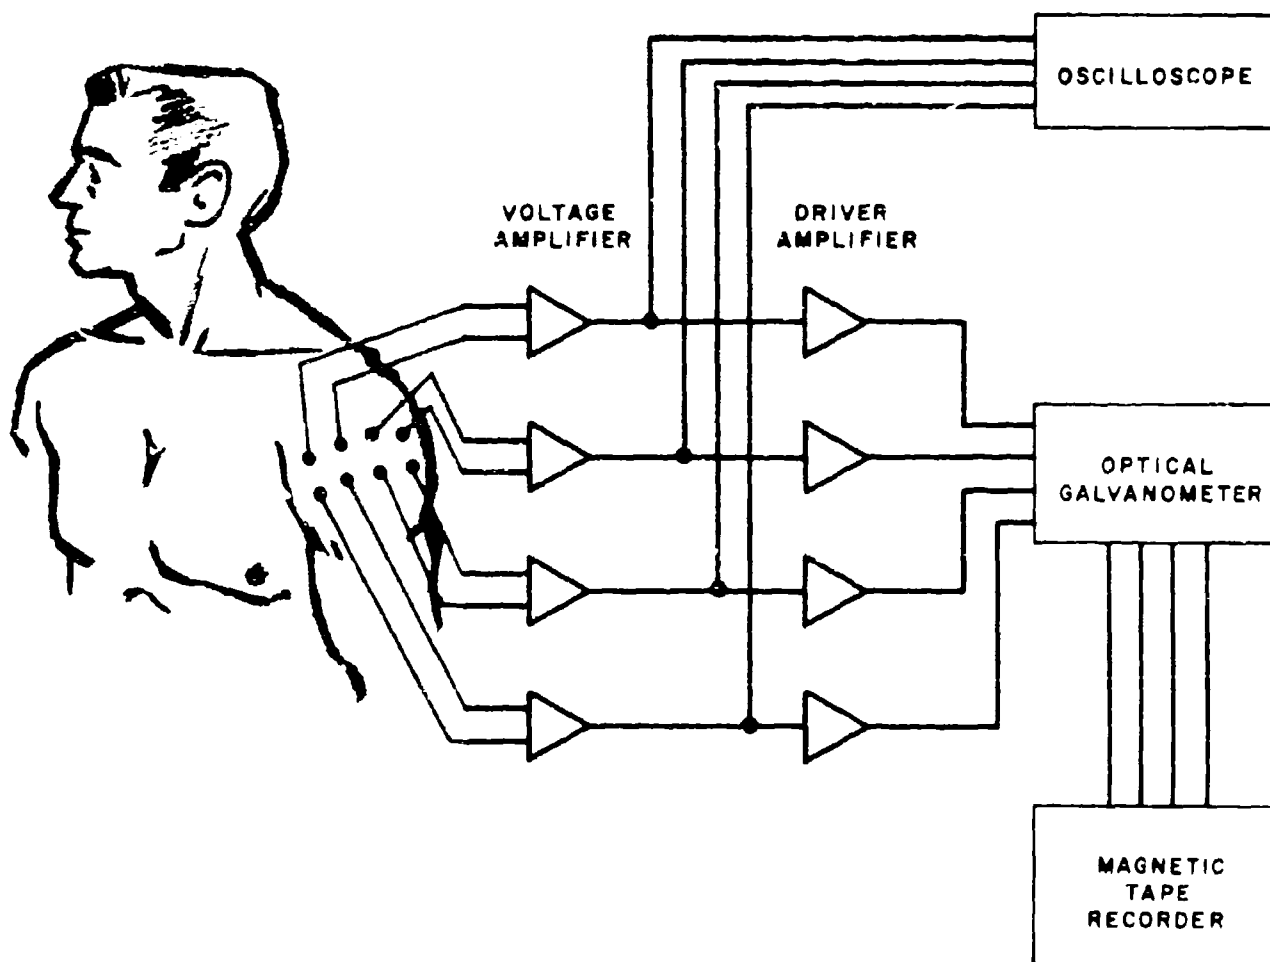 OSCILLOSCOPE
VOLTAGE
AMPLIFIER
DRIVER
AMPLIFIER
OPTICAL
GALVANOMETER
MAGNETIC
TAPE
RECORDER